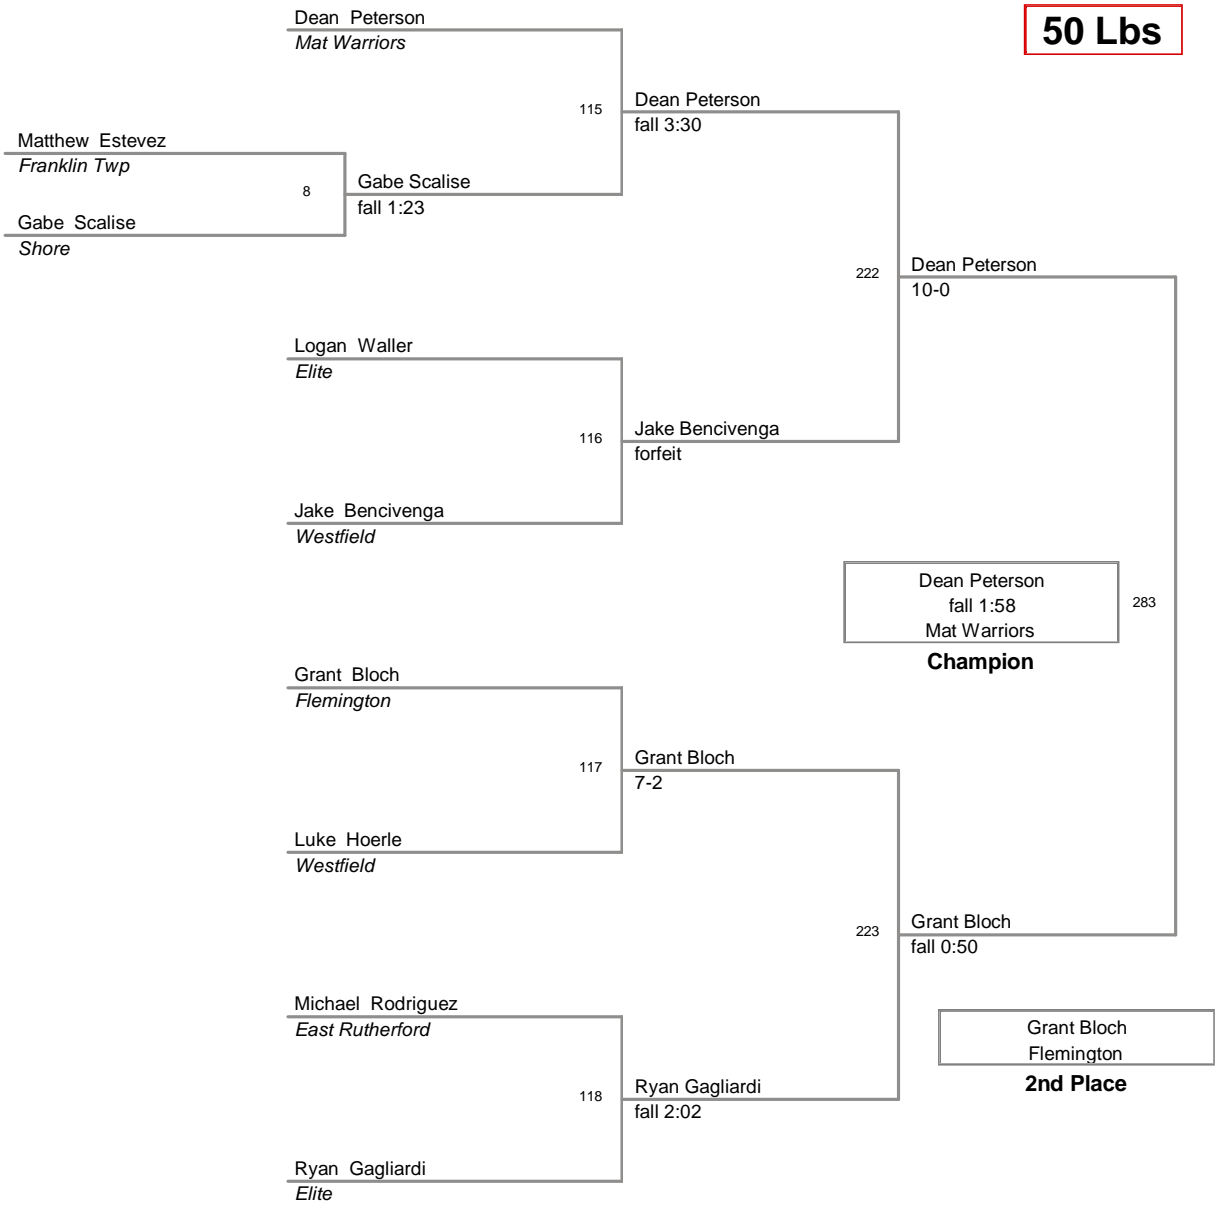 Dean Peterson
Mat Warriors
50 Lbs
115
Dean Peterson
fall 3:30
Matthew Estevez
Franklin Twp
8
Gabe Scalise
fall 1:23
Gabe Scalise
Shore
222
Dean Peterson
10-0
Logan Waller
Elite
116
Jake Bencivenga
forfeit
Jake Bencivenga
Westfield
Dean Peterson
fall 1:58
Mat Warriors
283
Champion
Grant Bloch
Flemington
117
Grant Bloch
7-2
Luke Hoerle
Westfield
223
Grant Bloch
fall 0:50
Michael Rodriguez
East Rutherford
Grant Bloch
Flemington
2nd Place
118
Ryan Gagliardi
fall 2:02
Ryan Gagliardi
Elite